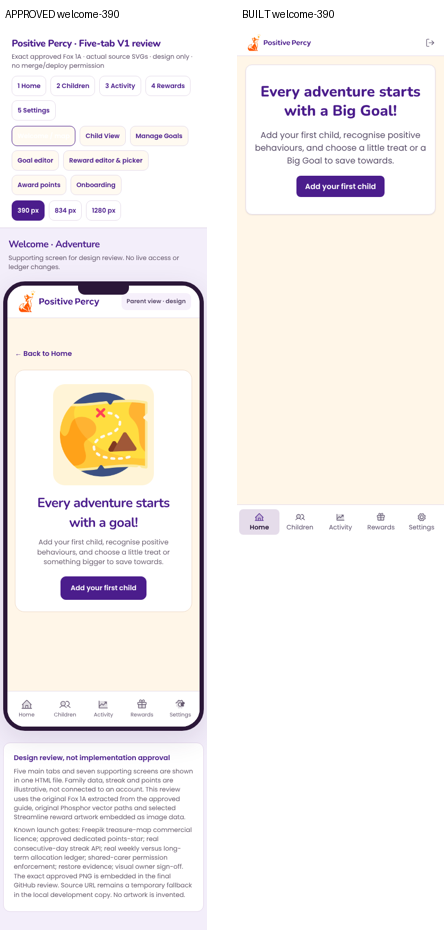 APPROVED welcome-390
Positive Percy · Five-tab V1 review
Exact approved Fox 1A · actual source SVGs · design only ·
no merge/deploy permission
1 Home
2 Children
3 Activity
4 Rewards
5 Settings
Child View
Manage Goals
Goal editor
Reward editor & picker
Award points
Onboarding
390 px
834 px
1280 px
Welcome · Adventure
Supporting screen for design review. No live access or
ledger changes.
Positive Percy
Parent view · design
← Back to Home
Every adventure starts
with a goal!
Add your first child, recognise positive
behaviours, and choose a little treat or
something bigger to save towards.
Add your first child
Home
Children
Activity
Rewards
Settings
Design review, not implementation approval
Five main tabs and seven supporting screens are shown
in one HTML file. Family data, streak and points are
illustrative, not connected to an account. This review
uses the original Fox 1A extracted from the approved
guide, original Phosphor vector paths and selected
Streamline reward artwork embedded as image data.
Known launch gates: Freepik treasure-map commercial
licence; approved dedicated points-star; real
consecutive-day streak API; real weekly versus long-
term allocation ledger; shared-carer permission
enforcement; restore evidence; visual owner sign-off.
The exact approved PNG is embedded in the final
GitHub review. Source URL remains a temporary fallback
in the local development copy. No artwork is invented.
BUILT welcome-390
Positive Percy
Every adventure starts
with a Big Goal!
Add your first child, recognise positive
behaviours, and choose a little treat or a
Big Goal to save towards.
Add your first child
Home
Children
Activity
Rewards
Settings